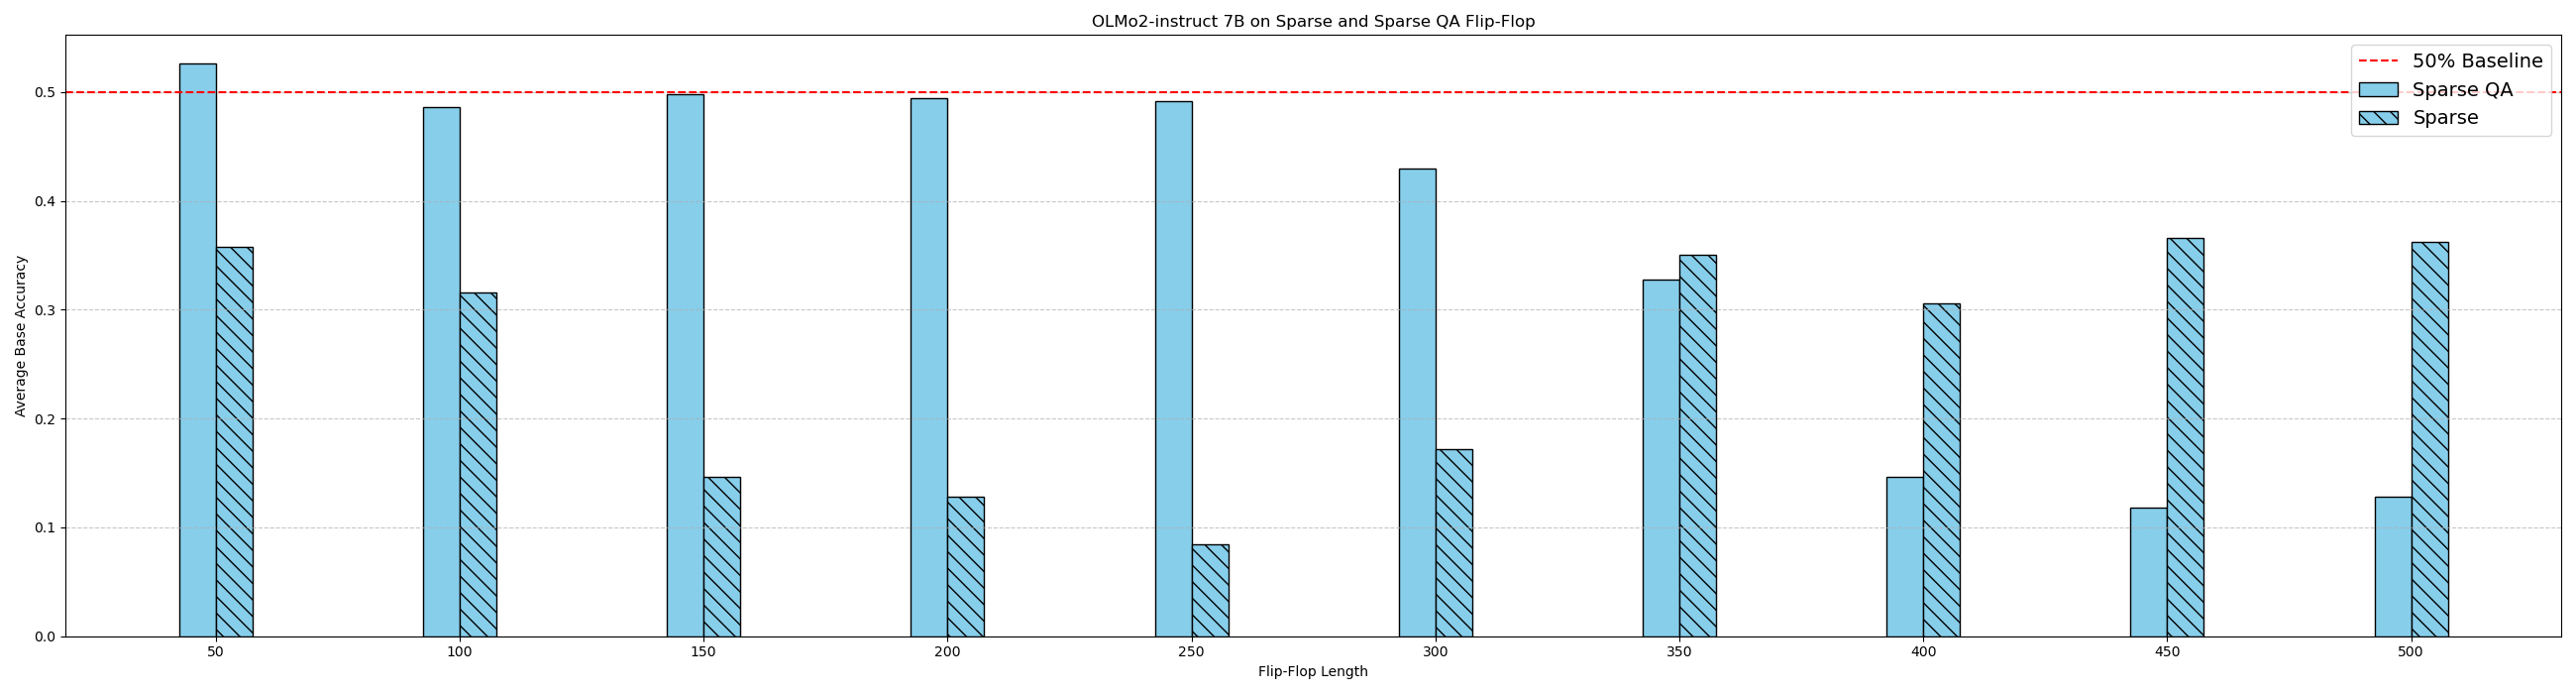 OLMo2-instruct 7B on Sparse and Sparse QA Flip-Flop
50% Baseline
Sparse QA
Sparse
Average Base Accuracy
0.5
0.4
0.3
0.2
0.1
0.0
50 100 150 200 250 300 350 400 450 500
Flip-Flop Length